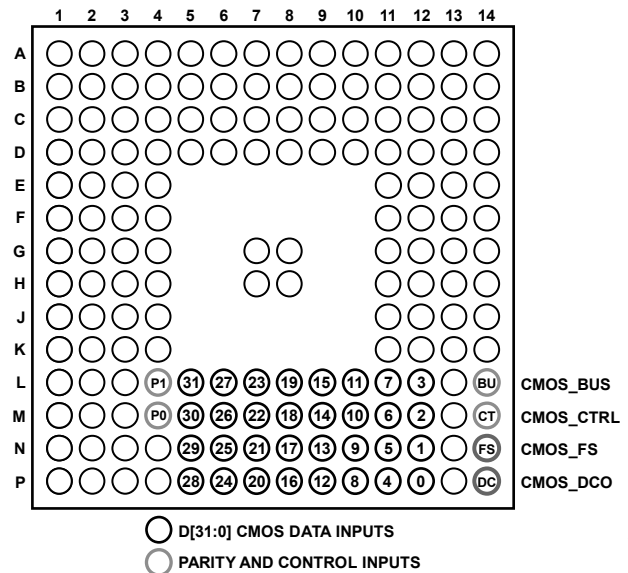 1 2 3 4 5 6 7 8 9 10 11 12 13 14
A
B
C
D
E
F
G
H
J
K
L P1 31 27 23 19 15 11 7 3 BU CMOS_BUS
M P0 30 26 22 18 14 10 6 2 CT CMOS_CTRL
N 29 25 21 17 13 9 5 1 FS CMOS_FS
P 28 24 20 16 12 8 4 0 DC CMOS_DCO
D[31:0] CMOS DATA INPUTS
PARITY AND CONTROL INPUTS